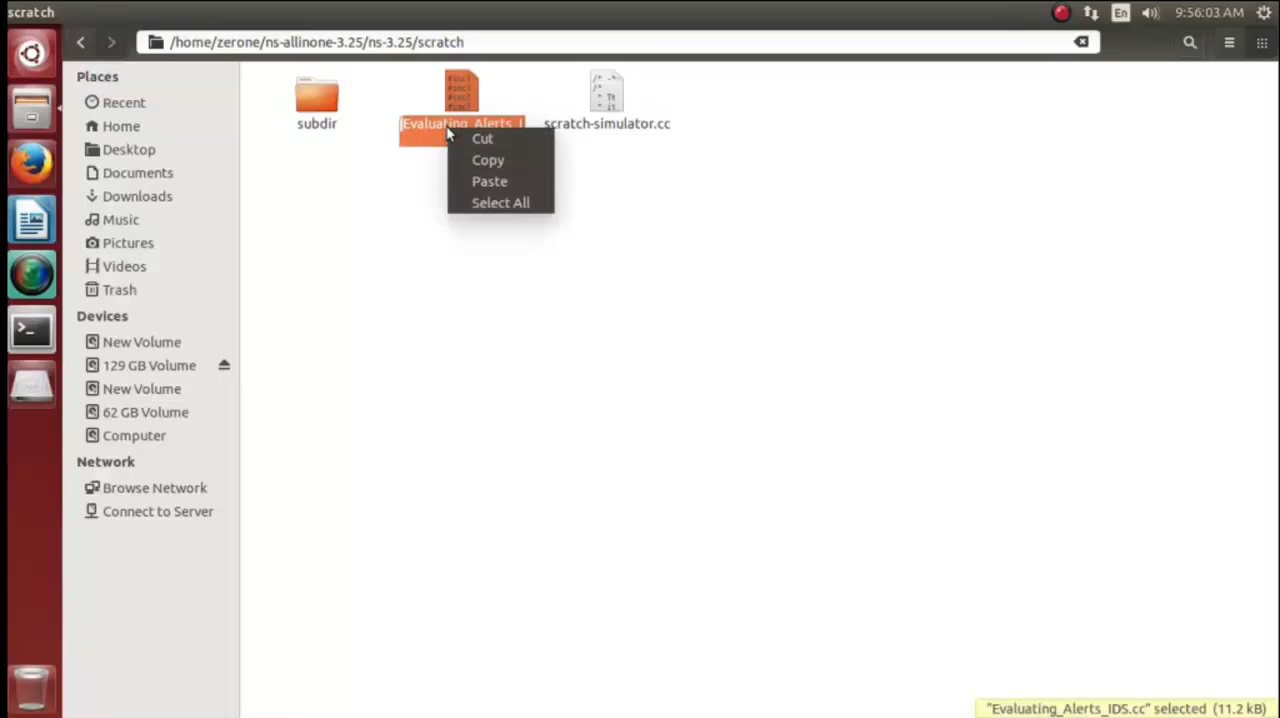 scratch
En
9:56:03 AM
/home/zerone/ns-allinone-3.25/ns-3.25/scratch
Places
Recent
Home
Desktop
Documents
Downloads
Music
Pictures
Videos
Trash
Devices
New Volume
129 GB Volume
New Volume
62 GB Volume
Computer
Network
Browse Network
Connect to Server
subdir
Evaluating_Alerts_I
scratch-simulator.cc
Cut
Copy
Paste
Select All
"Evaluating_Alerts_IDS.cc" selected (11.2 kB)